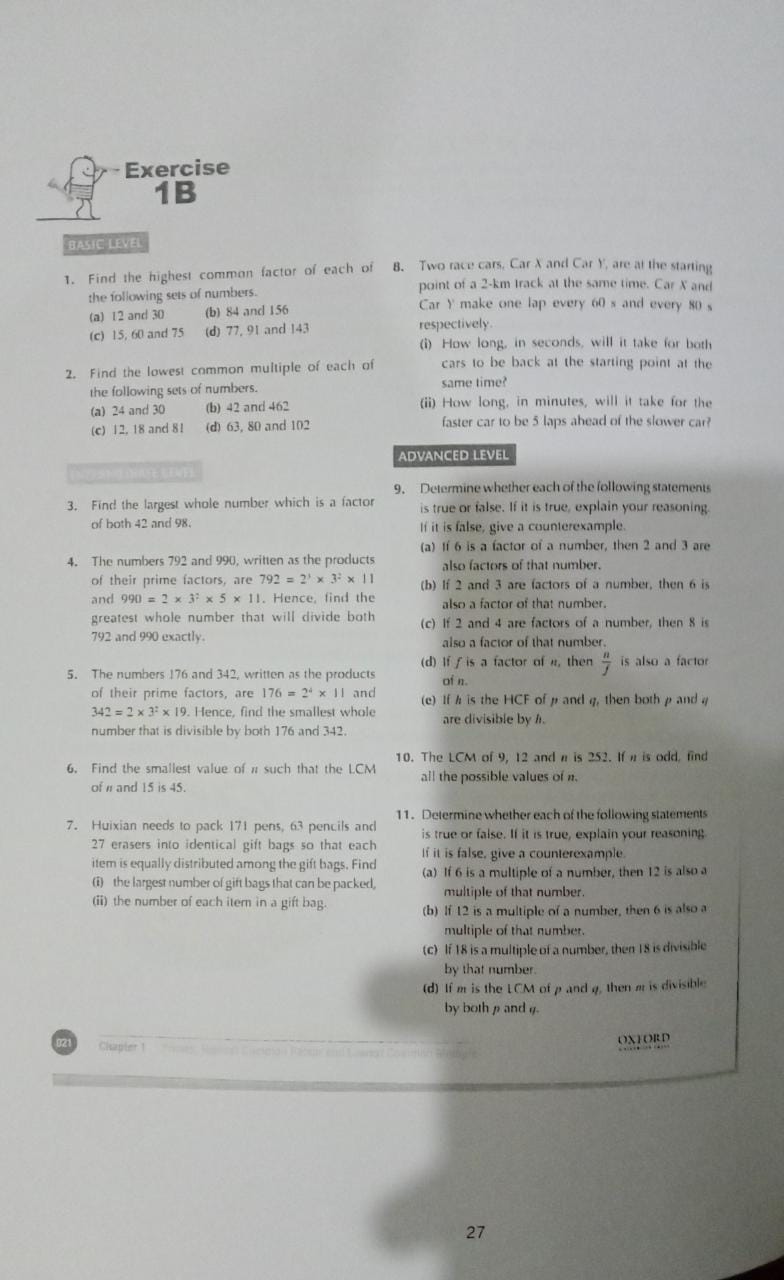 Exercise
1B
BASIC LEVEL
1. Find the highest common factor of each of
the following sets of numbers.
(a) 12 and 30 (b) 84 and 156
(c) 15, 60 and 75 (d) 77, 91 and 143
2. Find the lowest common multiple of each of
the following sets of numbers.
(a) 24 and 30 (b) 42 and 462
(c) 12, 18 and 81 (d) 63, 80 and 102
INTERMEDIATE LEVEL
3. Find the largest whole number which is a factor
of both 42 and 98.
4. The numbers 792 and 990, written as the products
of their prime factors, are 792 = 2³ × 3² × 11
and 990 = 2 × 3² × 5 × 11. Hence, find the
greatest whole number that will divide both
792 and 990 exactly.
5. The numbers 176 and 342, written as the products
of their prime factors, are 176 = 2⁴ × 11 and
342 = 2 × 3² × 19. Hence, find the smallest whole
number that is divisible by both 176 and 342.
6. Find the smallest value of n such that the LCM
of n and 15 is 45.
7. Huixian needs to pack 171 pens, 63 pencils and
27 erasers into identical gift bags so that each
item is equally distributed among the gift bags. Find
(i) the largest number of gift bags that can be packed,
(ii) the number of each item in a gift bag.
8. Two race cars, Car X and Car Y, are at the starting
point of a 2-km track at the same time. Car X and
Car Y make one lap every 60 s and every 80 s
respectively.
(i) How long, in seconds, will it take for both
cars to be back at the starting point at the
same time?
(ii) How long, in minutes, will it take for the
faster car to be 5 laps ahead of the slower car?
ADVANCED LEVEL
9. Determine whether each of the following statements
is true or false. If it is true, explain your reasoning.
If it is false, give a counterexample.
(a) If 6 is a factor of a number, then 2 and 3 are
also factors of that number.
(b) If 2 and 3 are factors of a number, then 6 is
also a factor of that number.
(c) If 2 and 4 are factors of a number, then 8 is
also a factor of that number.
(d) If f is a factor of n, then n/f is also a factor
of n.
(e) If h is the HCF of p and q, then both p and q
are divisible by h.
10. The LCM of 9, 12 and n is 252. If n is odd, find
all the possible values of n.
11. Determine whether each of the following statements
is true or false. If it is true, explain your reasoning.
If it is false, give a counterexample.
(a) If 6 is a multiple of a number, then 12 is also a
multiple of that number.
(b) If 12 is a multiple of a number, then 6 is also a
multiple of that number.
(c) If 18 is a multiple of a number, then 18 is divisible
by that number.
(d) If m is the LCM of p and q, then m is divisible
by both p and q.
021 Chapter 1 Primes, Highest Common Factor and Lowest Common Multiple
OXFORD
27